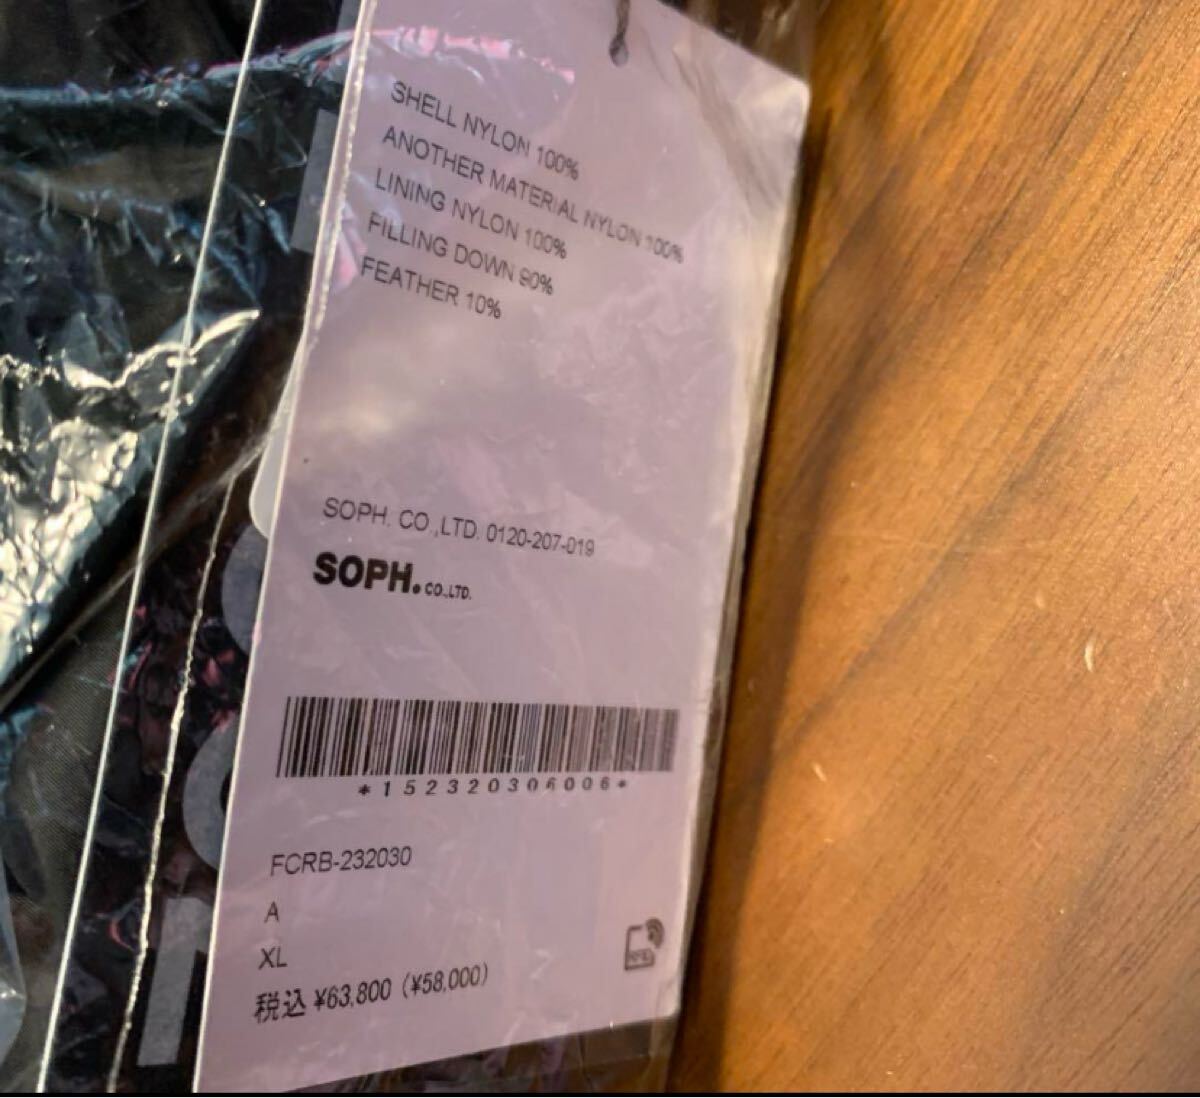 SHELL NYLON 100%
ANOTHER MATERIAL NYLON 100%
LINING NYLON 100%
FILLING DOWN 90%
FEATHER 10%
SOPH. CO.,LTD. 0120-207-019
SOPH. CO.,LTD.
*152320306006*
FCRB-232030
A
XL
税込 ¥63,800 (¥58,000)
RFID